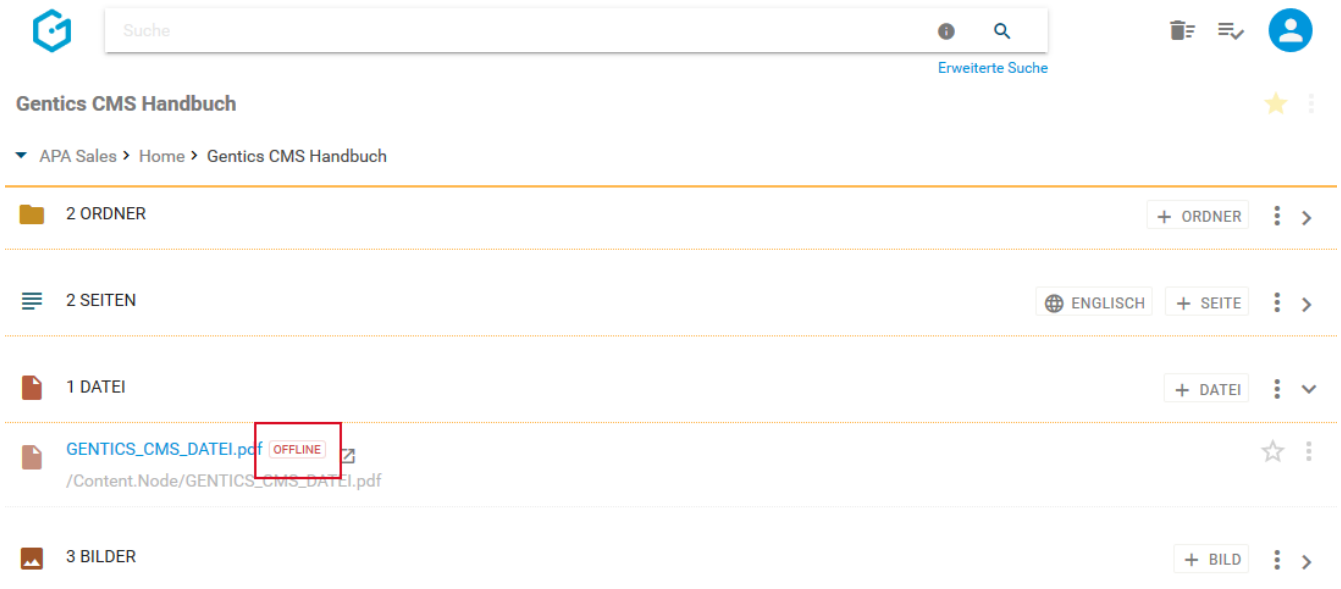 Suche
Erweiterte Suche
Gentics CMS Handbuch
APA Sales > Home > Gentics CMS Handbuch
2 ORDNER + ORDNER
2 SEITEN ENGLISCH + SEITE
1 DATEI + DATEI
GENTICS_CMS_DATEI.pdf OFFLINE
/Content.Node/GENTICS_CMS_DATEI.pdf
3 BILDER + BILD